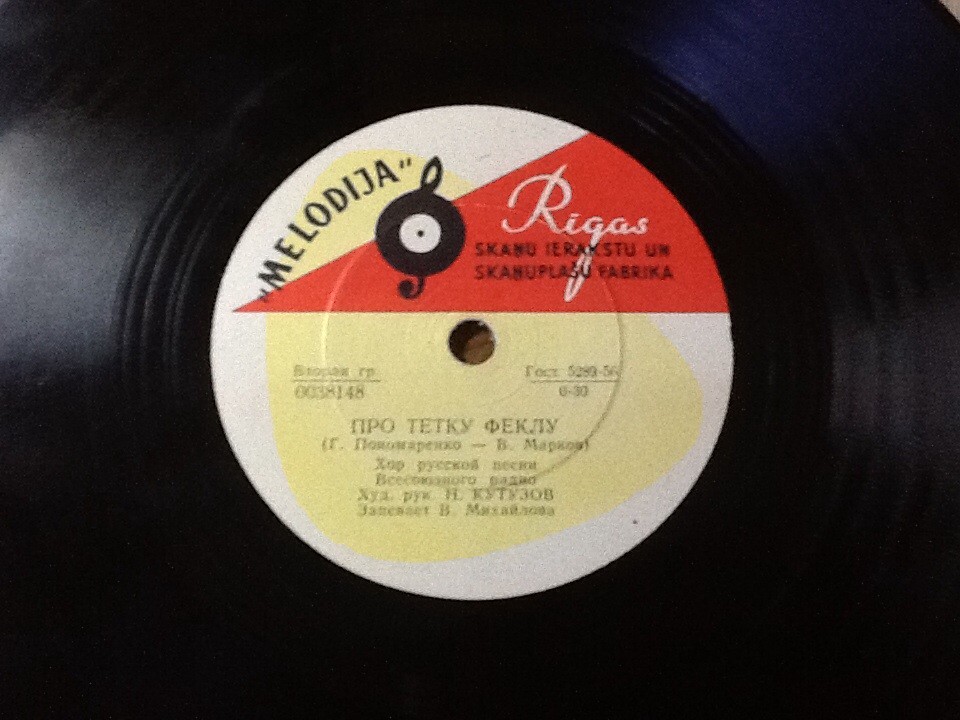 "MELODIJA"
Rīgas
SKAŅU IERAKSTU UN
SKAŅUPLAŠU FABRIKA
Вторая гр.
0038148
Гост 5289-56
0-30
ПРО ТЕТКУ ФЕКЛУ
(Г. Пономаренко — В. Марков)
Хор русской песни
Всесоюзного радио
Худ. рук. Н. КУТУЗОВ
Запевает В. Михайлова